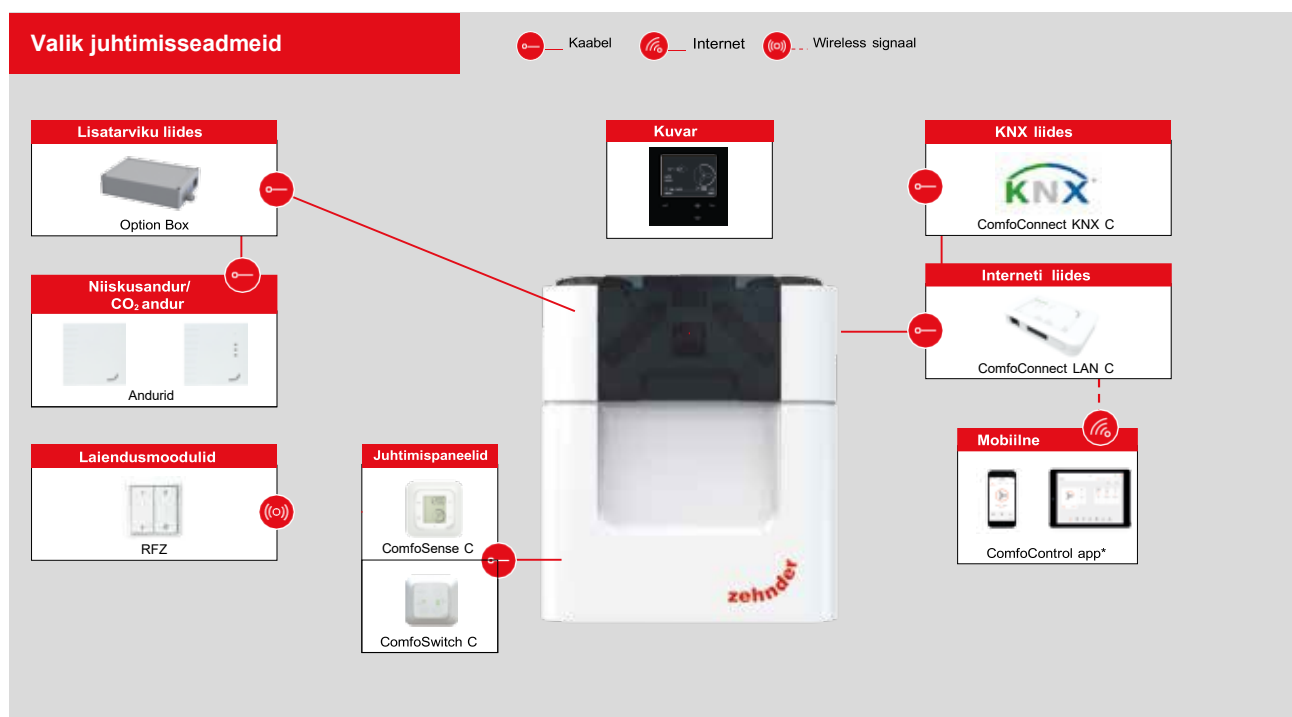 Valik juhtimisseadmeid
Kaabel
Internet
Wireless signaal
Lisatarviku liides
Option Box
Niiskusandur/
CO₂ andur
Andurid
Laiendusmoodulid
RFZ
Juhtimispaneelid
ComfoSense C
ComfoSwitch C
Kuvar
zehnder
KNX liides
KNX
ComfoConnect KNX C
Interneti liides
ComfoConnect LAN C
Mobiilne
ComfoControl app*